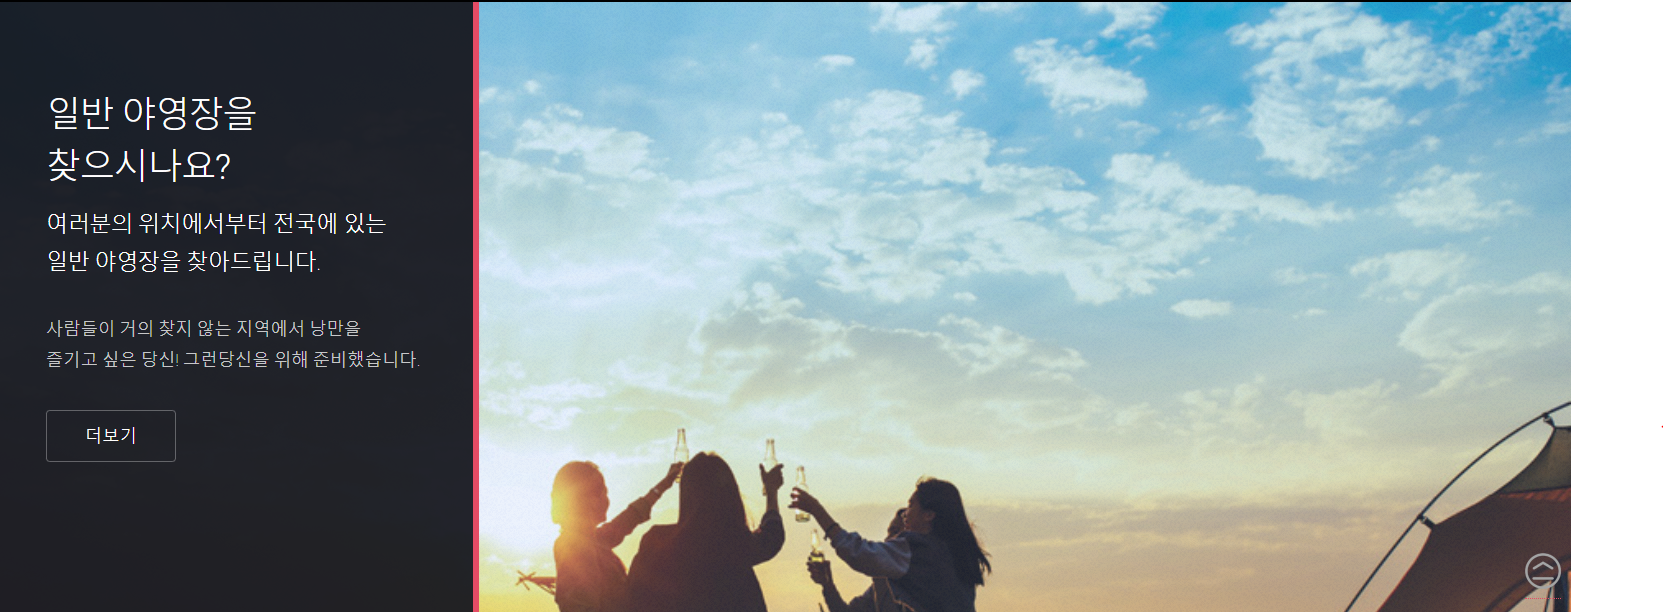 일반 야영장을
찾으시나요?
여러분의 위치에서부터 전국에 있는
일반 야영장을 찾아드립니다.
사람들이 거의 찾지 않는 지역에서 낭만을
즐기고 싶은 당신! 그런당신을 위해 준비했습니다.
더보기